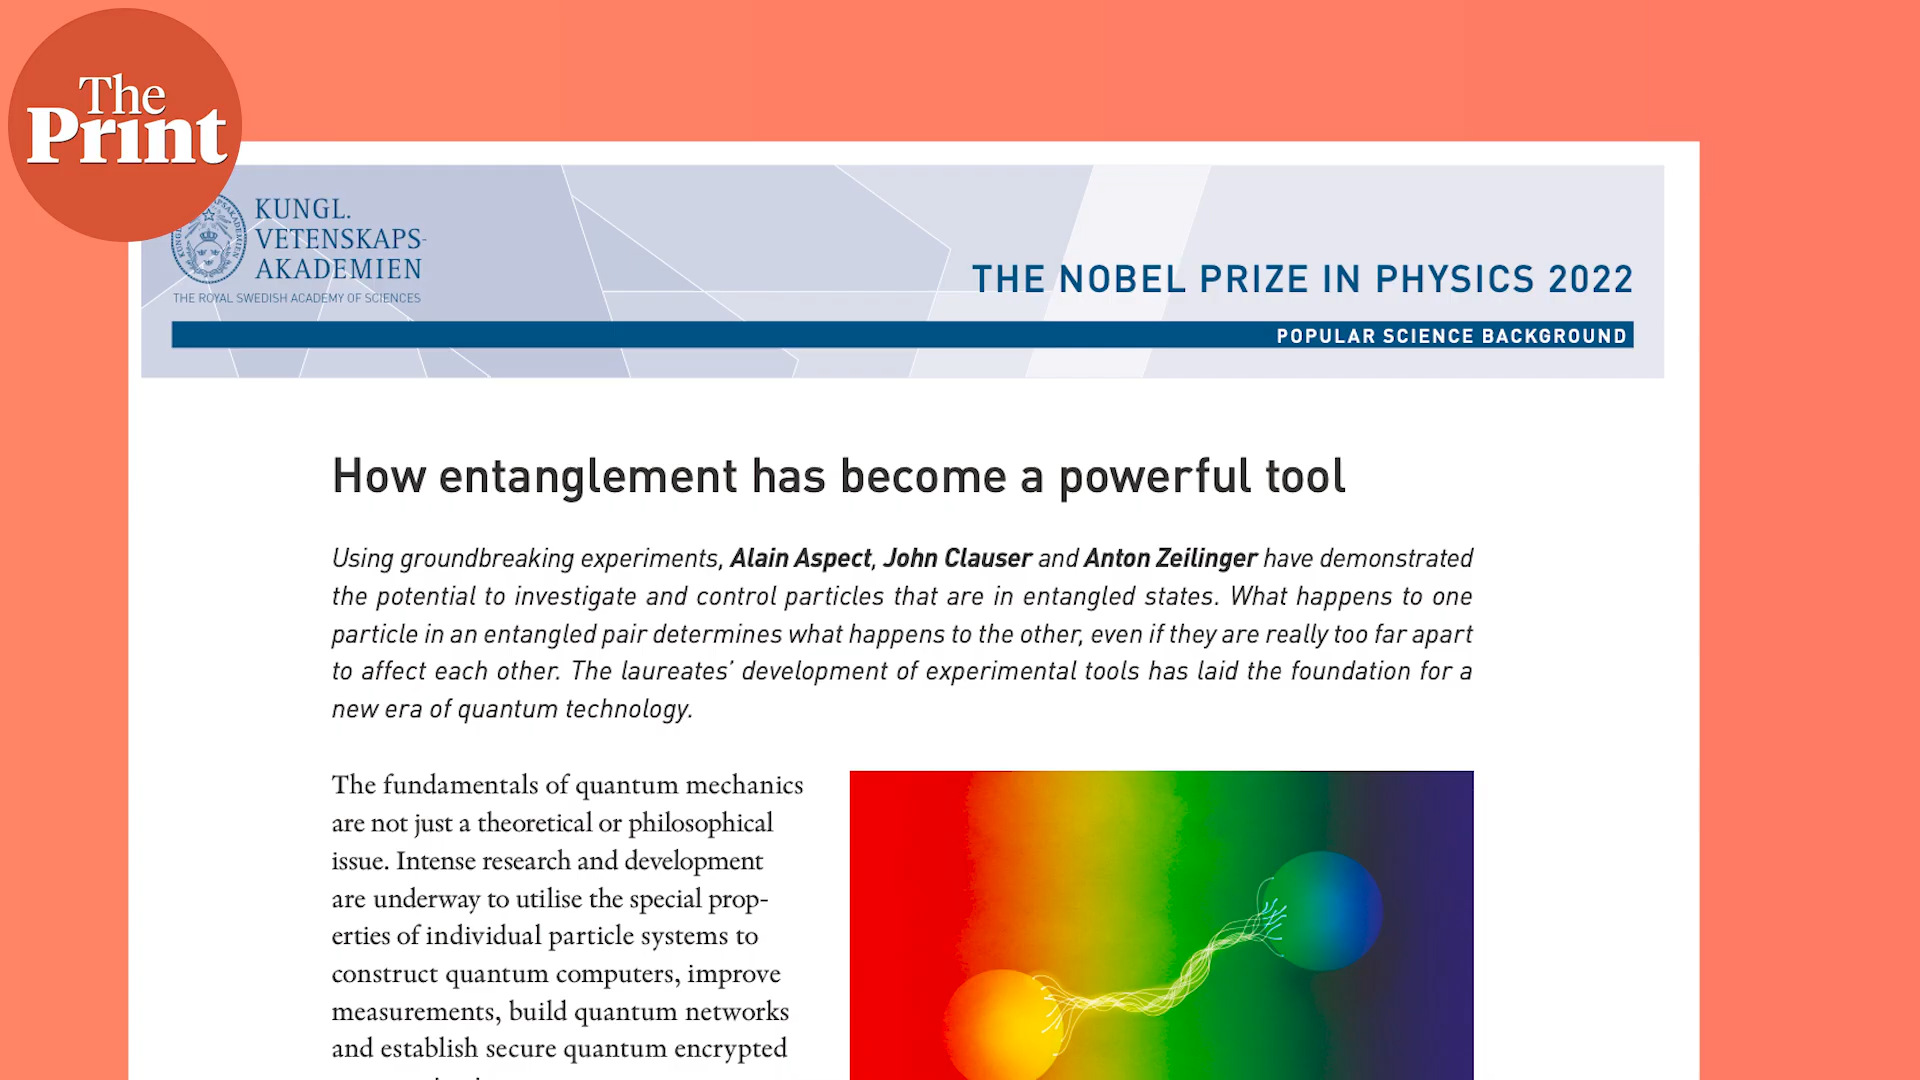 The
Print
KUNGL.
VETENSKAPS-
AKADEMIEN
THE ROYAL SWEDISH ACADEMY OF SCIENCES
THE NOBEL PRIZE IN PHYSICS 2022
POPULAR SCIENCE BACKGROUND
How entanglement has become a powerful tool
Using groundbreaking experiments, Alain Aspect, John Clauser and Anton Zeilinger have demonstrated
the potential to investigate and control particles that are in entangled states. What happens to one
particle in an entangled pair determines what happens to the other, even if they are really too far apart
to affect each other. The laureates’ development of experimental tools has laid the foundation for a
new era of quantum technology.
The fundamentals of quantum mechanics
are not just a theoretical or philosophical
issue. Intense research and development
are underway to utilise the special prop-
erties of individual particle systems to
construct quantum computers, improve
measurements, build quantum networks
and establish secure quantum encrypted